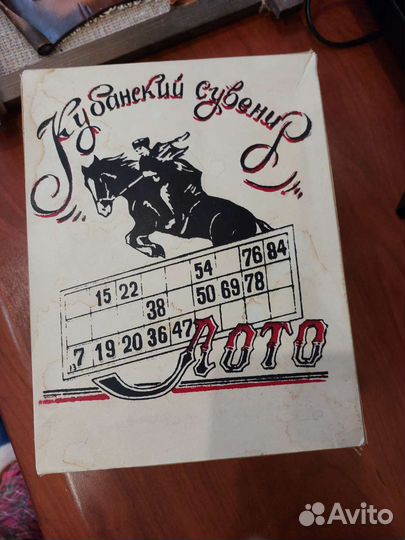 Кубанский сувенир
54 76 84
15 22
38 50 69 78
7 19 20 36 47
ЛОТО
Avito